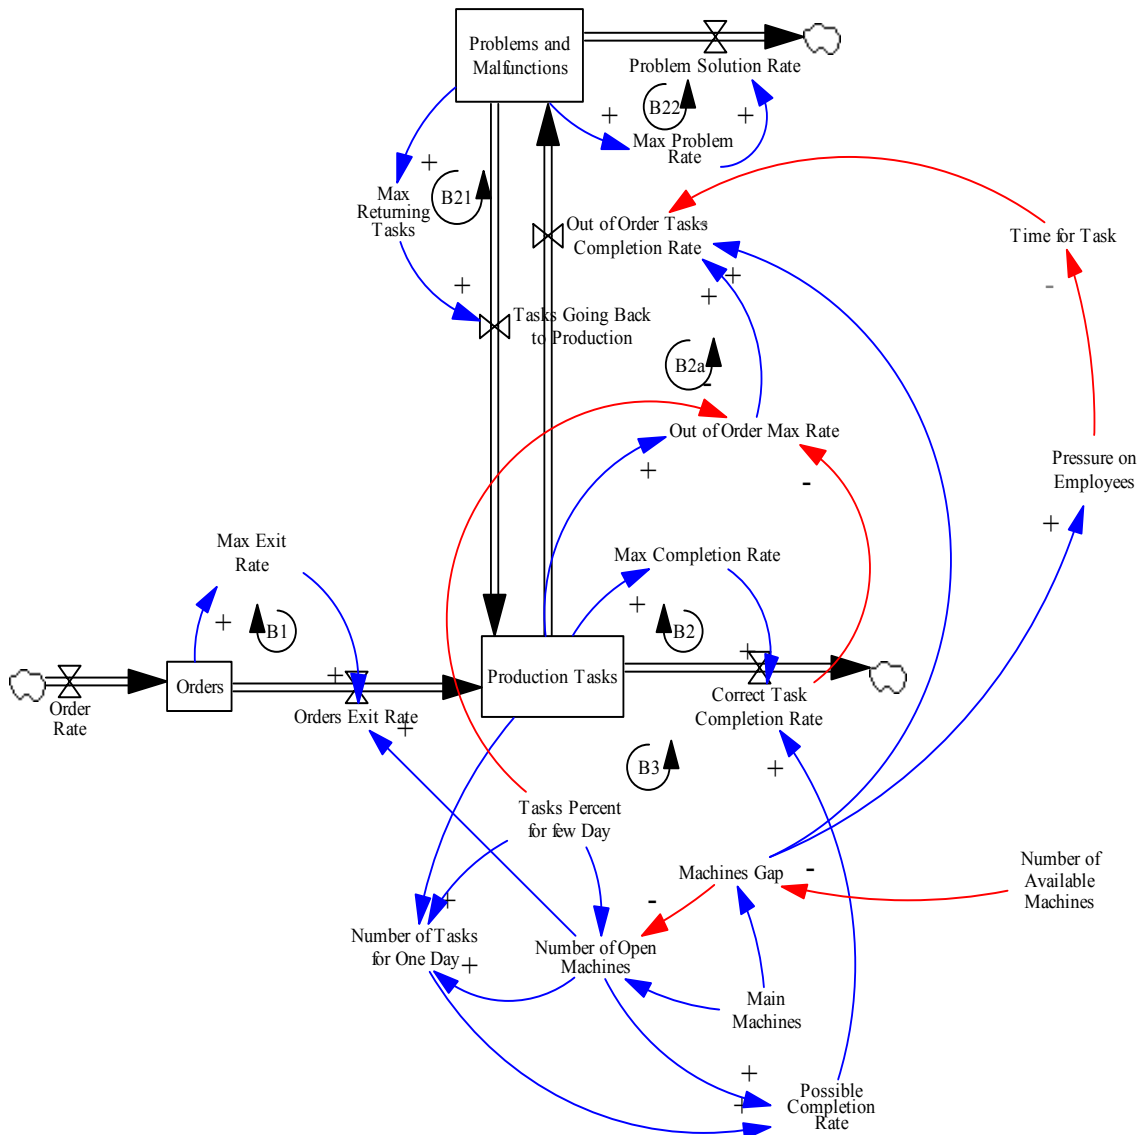 Problems and
Malfunctions
Problem Solution Rate
B22
+
+
Max Problem
Rate
+
B21
Max
Returning
Tasks
Out of Order Tasks
-
Completion Rate
Time for Task
+
+
+
-
Tasks Going Back
to Production
B2a
-
Out of Order Max Rate
+
-
Pressure on
Employees
+
Max Exit
Rate
Max Completion Rate
+
+
B1
B2
+
+
Orders
Production Tasks
Order
Rate
Orders Exit Rate
+
Correct Task
Completion Rate
B3
+
Tasks Percent
for few Day
Machines Gap
-
Number of
Available
Machines
-
+
Number of Tasks
for One Day
+
Number of Open
Machines
Main
Machines
+
+
Possible
Completion
Rate